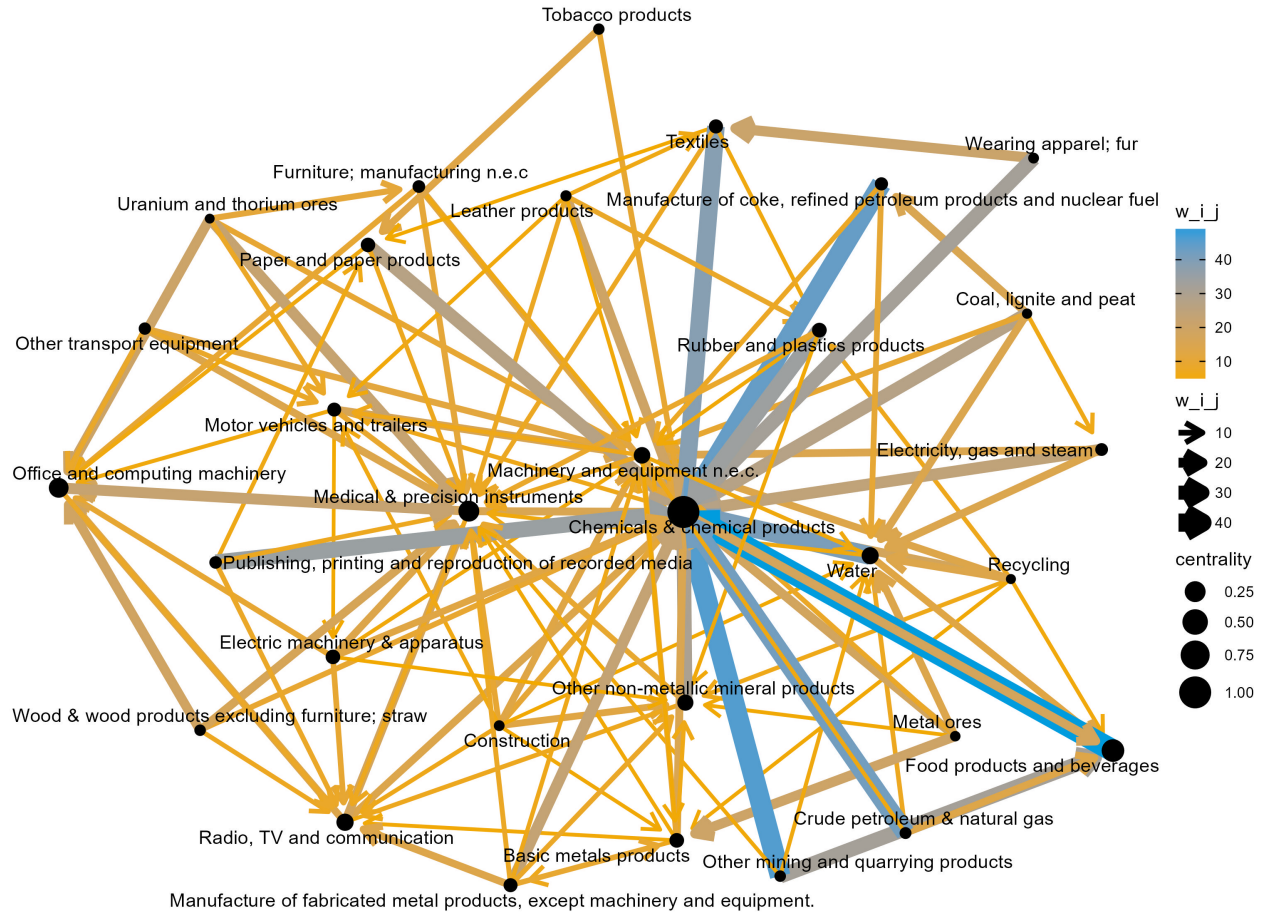 Tobacco products
Textiles
Wearing apparel; fur
Furniture; manufacturing n.e.c
Manufacture of coke, refined petroleum products and nuclear fuel
Uranium and thorium ores
Leather products
w_i_j
40
30
20
10
Paper and paper products
Coal, lignite and peat
Other transport equipment
Rubber and plastics products
w_i_j
10
20
30
40
Motor vehicles and trailers
Electricity, gas and steam
Office and computing machinery
Machinery and equipment n.e.c.
Medical & precision instruments
Chemicals & chemical products
Publishing, printing and reproduction of recorded media
Water
Recycling
centrality
0.25
0.50
0.75
1.00
Electric machinery & apparatus
Other non-metallic mineral products
Wood & wood products excluding furniture; straw
Construction
Metal ores
Food products and beverages
Crude petroleum & natural gas
Radio, TV and communication
Basic metals products
Other mining and quarrying products
Manufacture of fabricated metal products, except machinery and equipment.